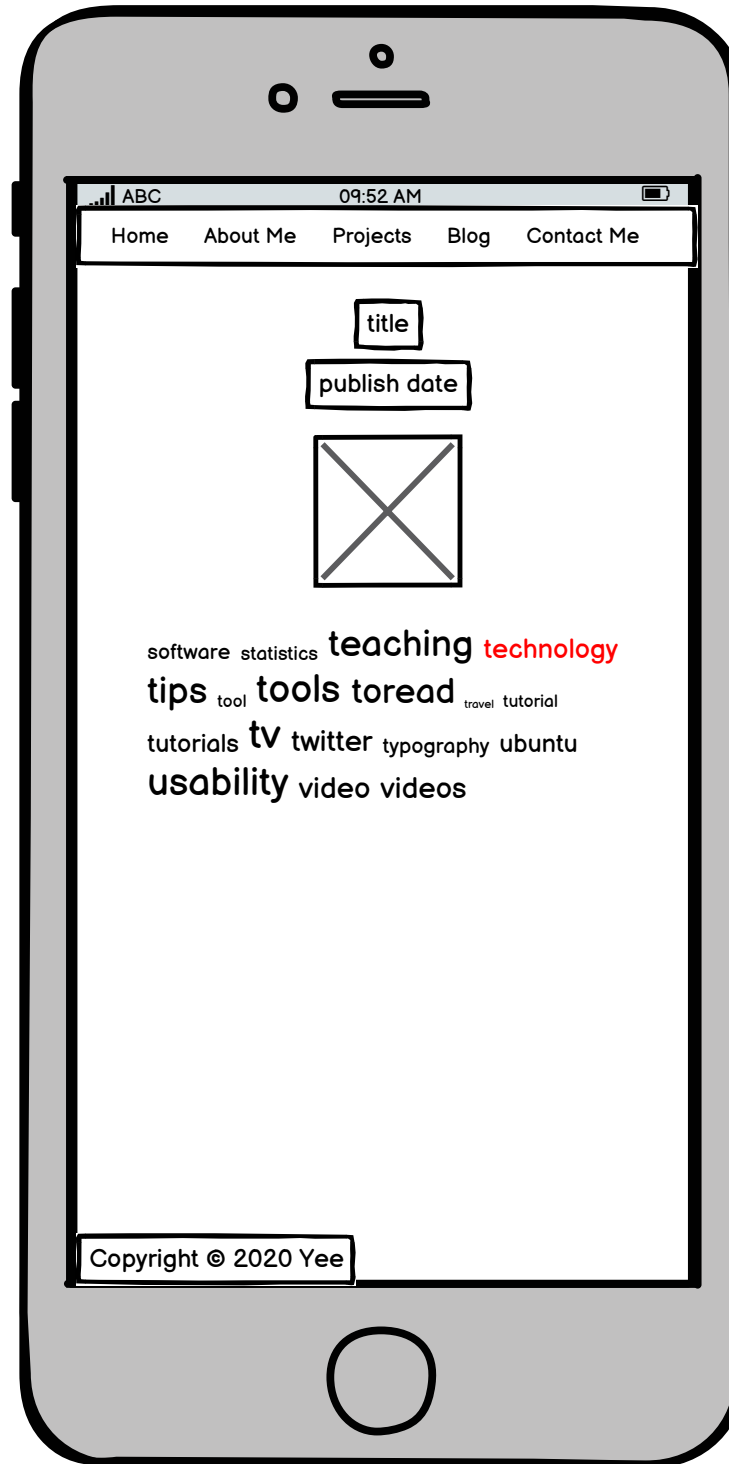 ABC 09:52 AM
Home About Me Projects Blog Contact Me
title
publish date
software statistics teaching technology
tips tool tools toread travel tutorial
tutorials tv twitter typography ubuntu
usability video videos
Copyright © 2020 Yee